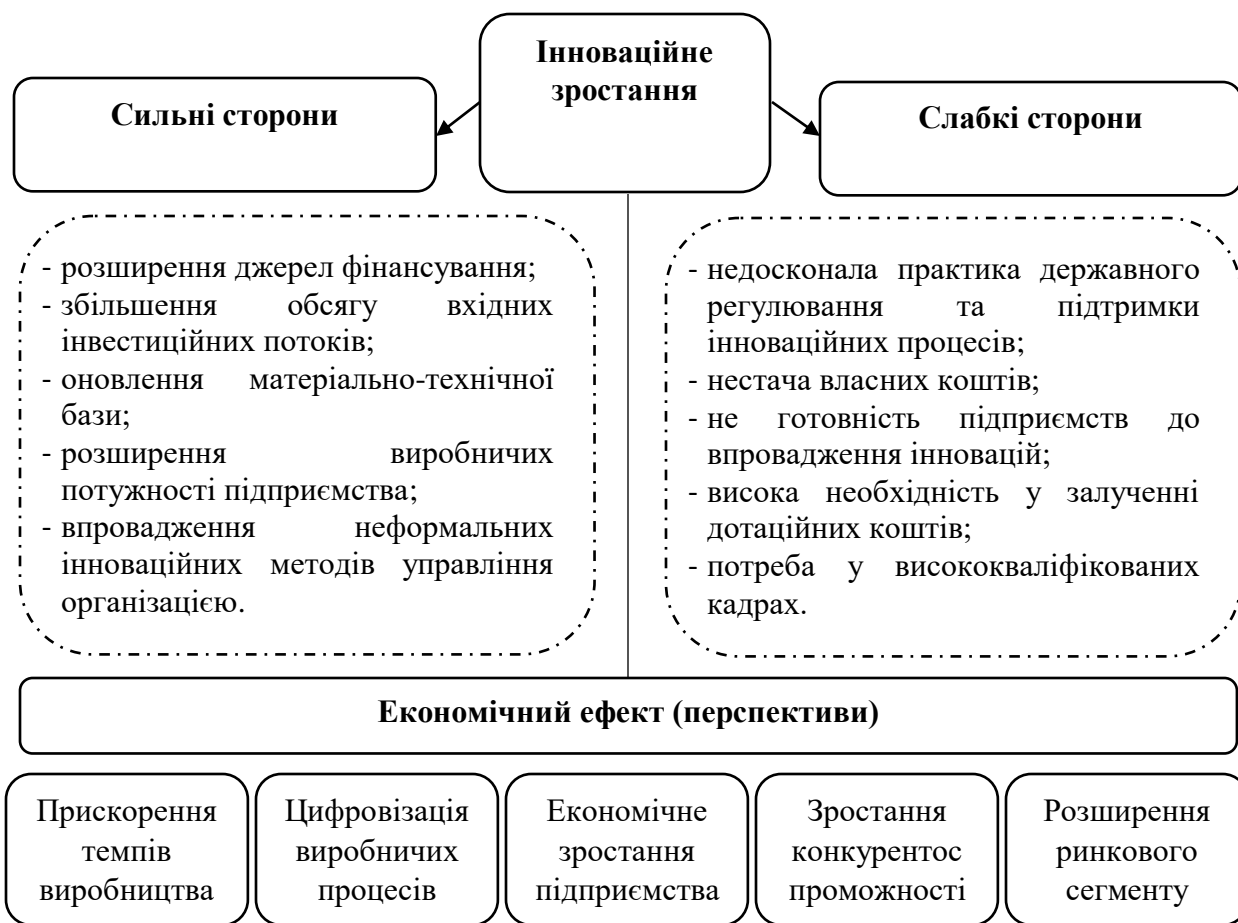 Інноваційне
зростання
Сильні сторони
Слабкі сторони
- розширення джерел фінансування;
- збільшення обсягу вхідних
інвестиційних потоків;
- оновлення матеріально-технічної
бази;
- розширення виробничих
потужності підприємства;
- впровадження неформальних
інноваційних методів управління
організацією.
- недосконала практика державного
регулювання та підтримки
інноваційних процесів;
- нестача власних коштів;
- не готовність підприємств до
впровадження інновацій;
- висока необхідність у залученні
дотаційних коштів;
- потреба у висококваліфікованих
кадрах.
Економічний ефект (перспективи)
Прискорення
темпів
виробництва
Цифровізація
виробничих
процесів
Економічне
зростання
підприємства
Зростання
конкурентос
проможності
Розширення
ринкового
сегменту